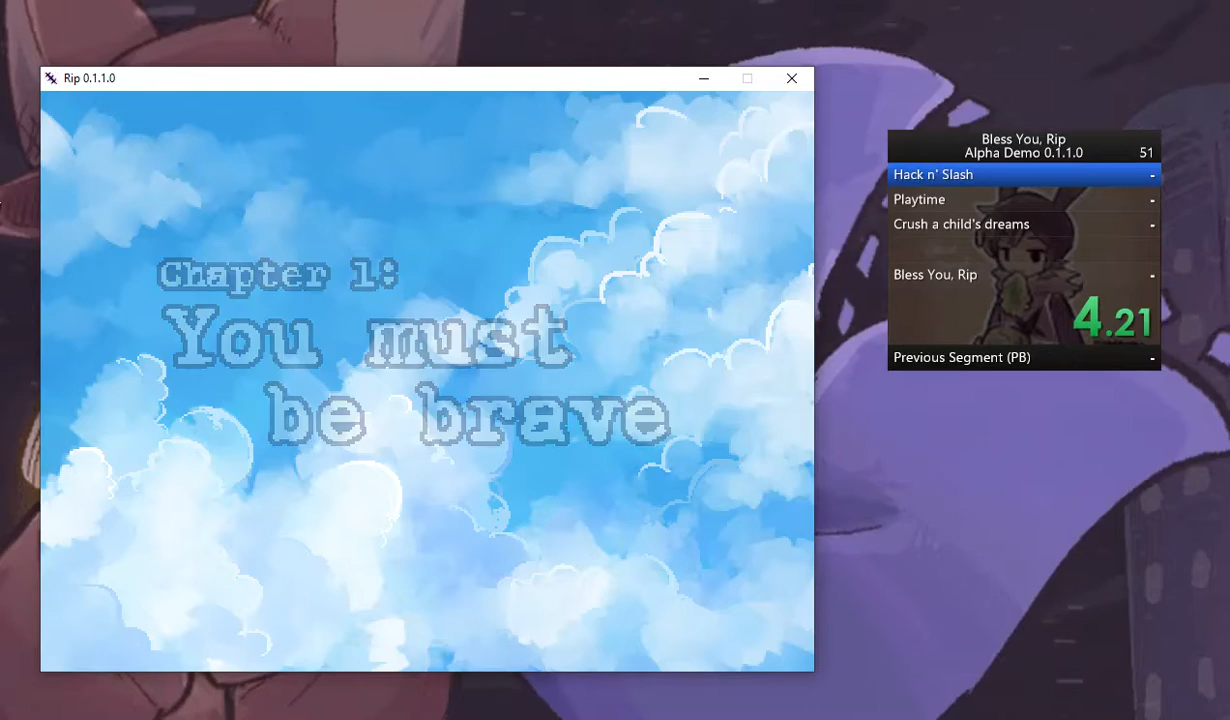 Rip 0.1.1.0
Chapter 1:
You must
be brave
Bless You, Rip
Alpha Demo 0.1.1.0 51
Hack n' Slash -
Playtime -
Crush a child's dreams -
Bless You, Rip -
4.21
Previous Segment (PB) -